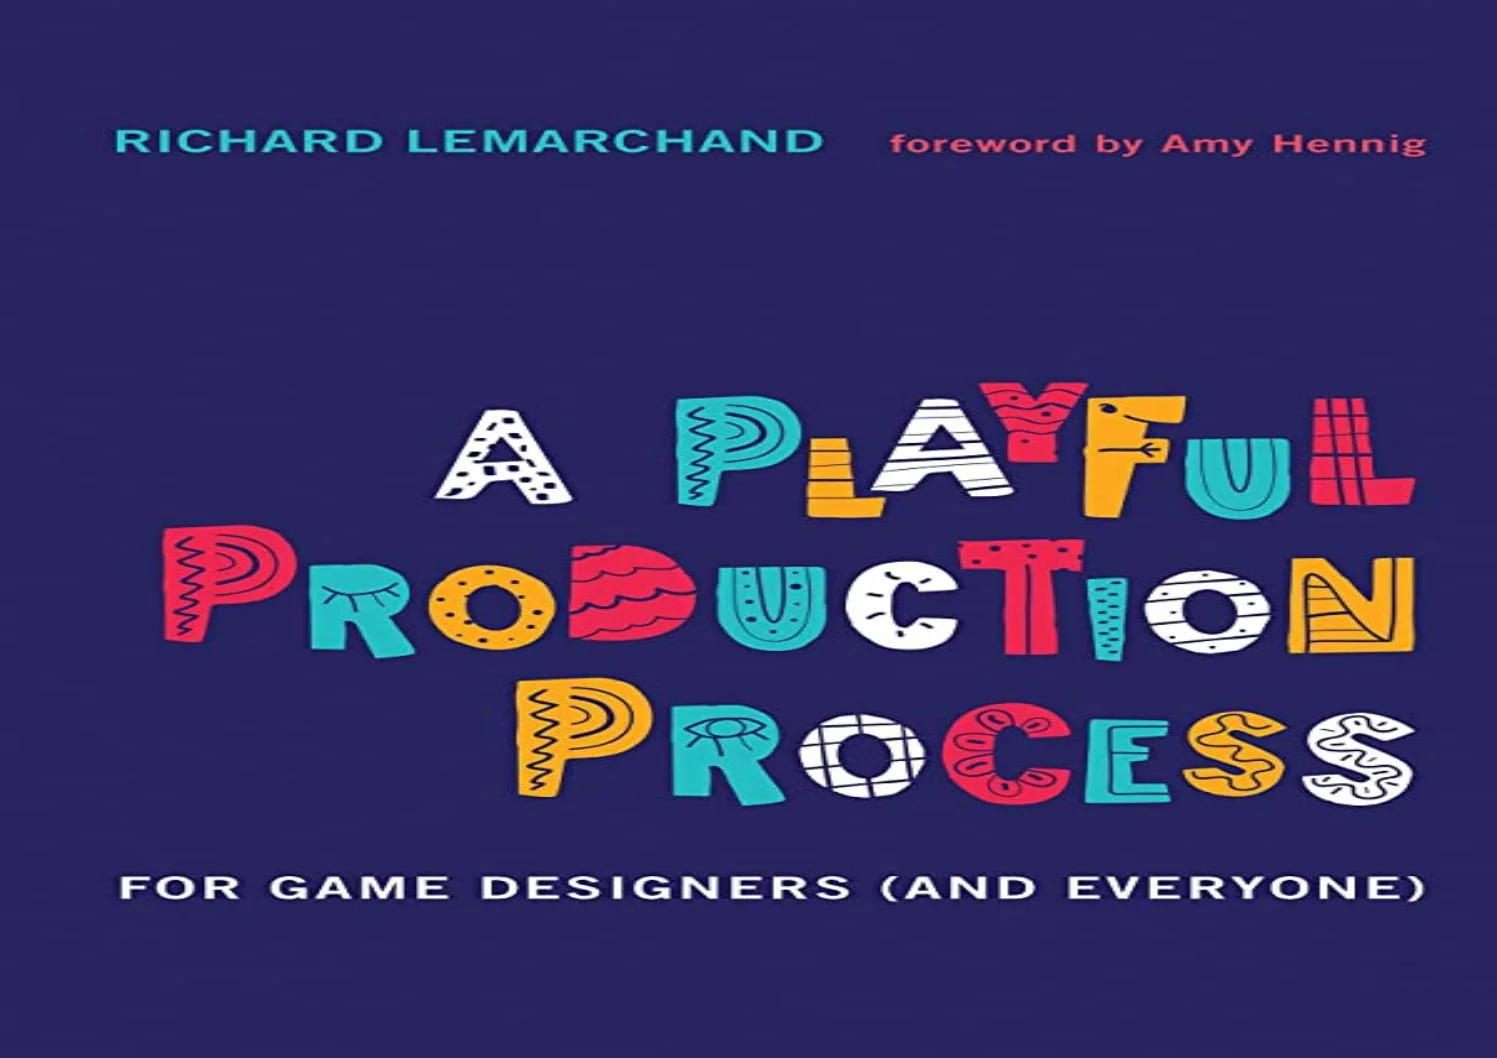 RICHARD LEMARCHAND foreword by Amy Hennig
A PLAYFUL
PRODUCTION
PROCESS
FOR GAME DESIGNERS (AND EVERYONE)